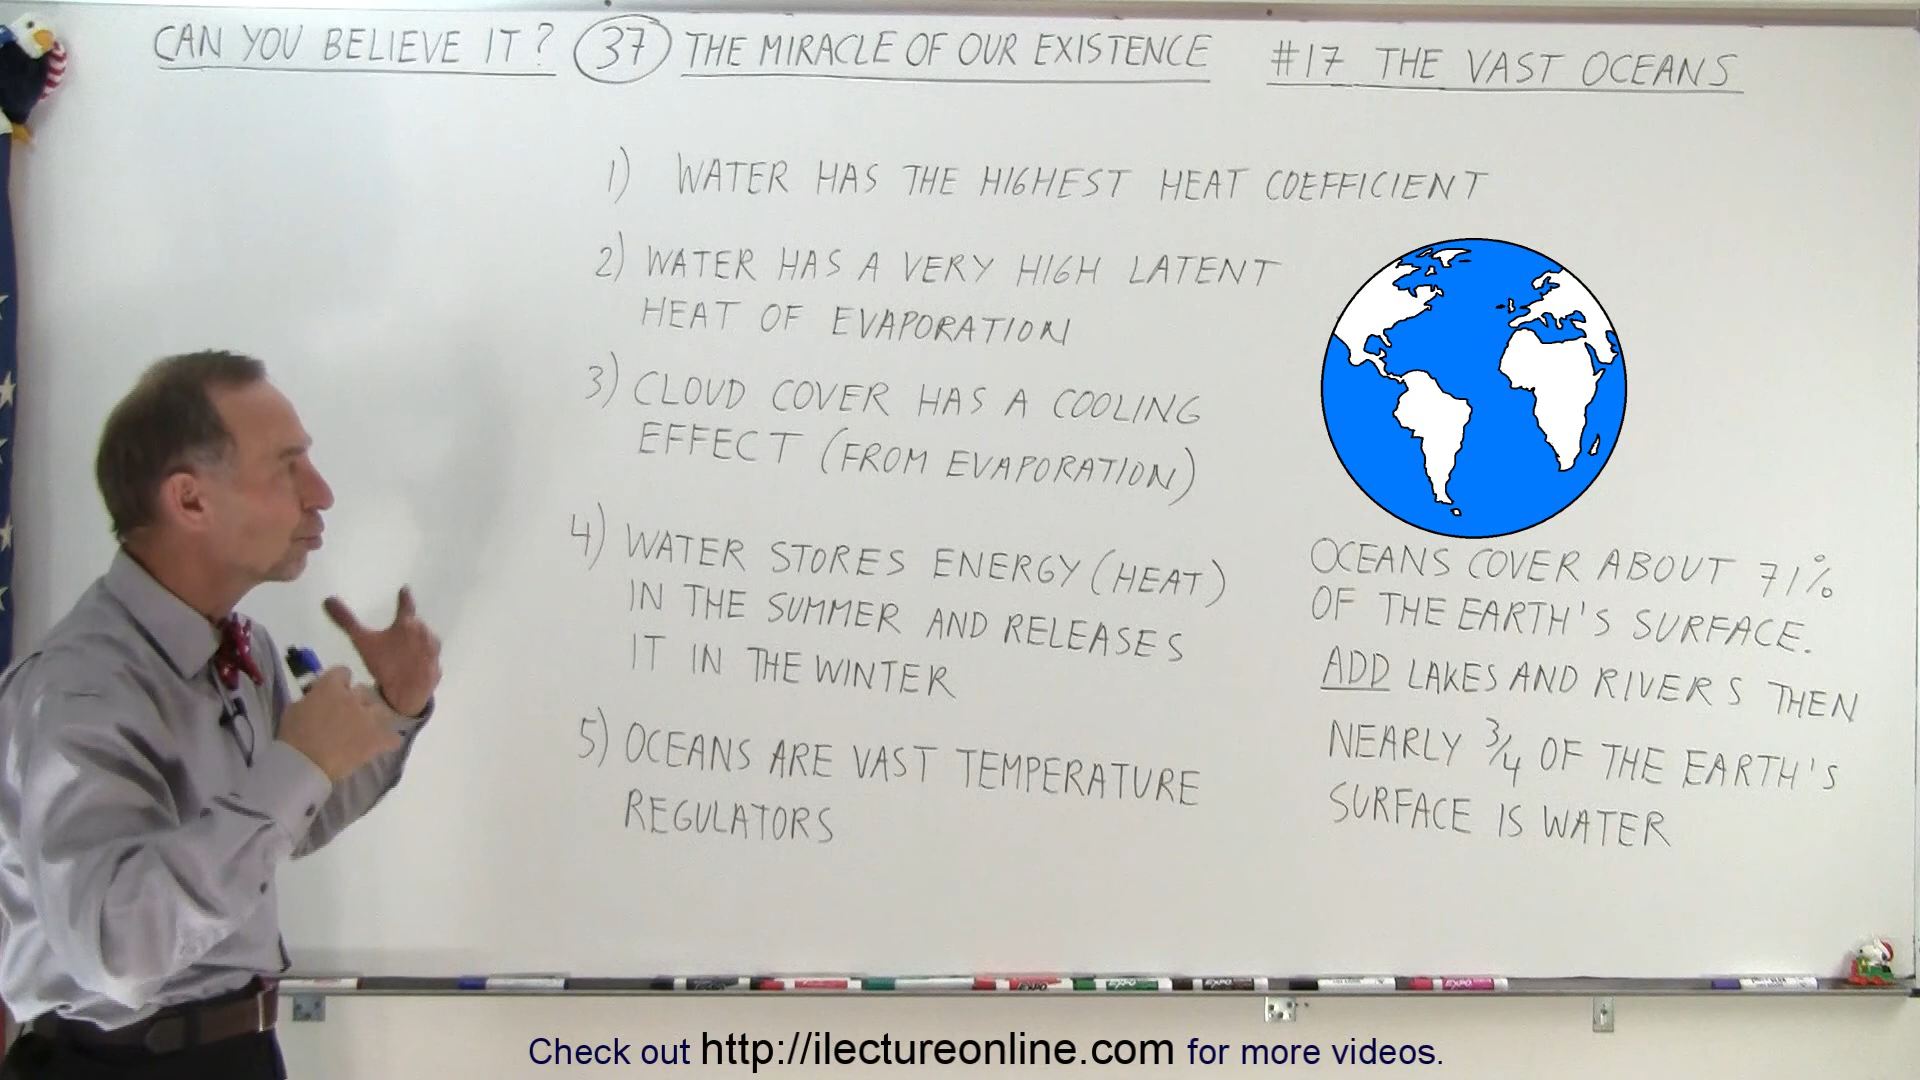 CAN YOU BELIEVE IT? 37 THE MIRACLE OF OUR EXISTENCE #17 THE VAST OCEANS
1) WATER HAS THE HIGHEST HEAT COEFFICIENT
2) WATER HAS A VERY HIGH LATENT
HEAT OF EVAPORATION
3) CLOUD COVER HAS A COOLING
EFFECT (FROM EVAPORATION)
4) WATER STORES ENERGY (HEAT)
IN THE SUMMER AND RELEASES
IT IN THE WINTER
5) OCEANS ARE VAST TEMPERATURE
REGULATORS
OCEANS COVER ABOUT 71%
OF THE EARTH'S SURFACE.
ADD LAKES AND RIVERS THEN
NEARLY 3/4 OF THE EARTH'S
SURFACE IS WATER
EXPO
EXPO
EXPO
EXPO
Check out http://ilectureonline.com for more videos.